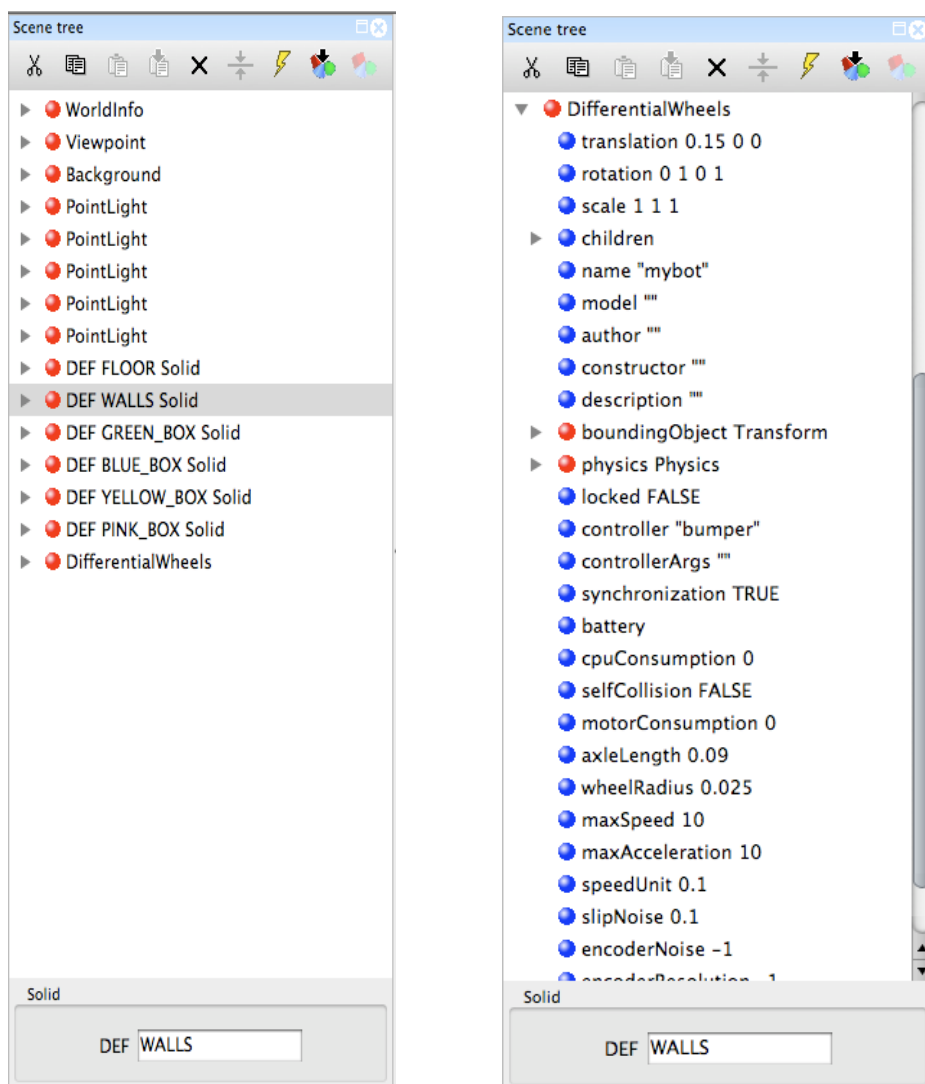 Scene tree
WorldInfo
Viewpoint
Background
PointLight
PointLight
PointLight
PointLight
PointLight
DEF FLOOR Solid
DEF WALLS Solid
DEF GREEN_BOX Solid
DEF BLUE_BOX Solid
DEF YELLOW_BOX Solid
DEF PINK_BOX Solid
DifferentialWheels
Solid
DEF WALLS
Scene tree
DifferentialWheels
translation 0.15 0 0
rotation 0 1 0 1
scale 1 1 1
children
name "mybot"
model ""
author ""
constructor ""
description ""
boundingObject Transform
physics Physics
locked FALSE
controller "bumper"
controllerArgs ""
synchronization TRUE
battery
cpuConsumption 0
selfCollision FALSE
motorConsumption 0
axleLength 0.09
wheelRadius 0.025
maxSpeed 10
maxAcceleration 10
speedUnit 0.1
slipNoise 0.1
encoderNoise -1
encoderResolution -1
Solid
DEF WALLS